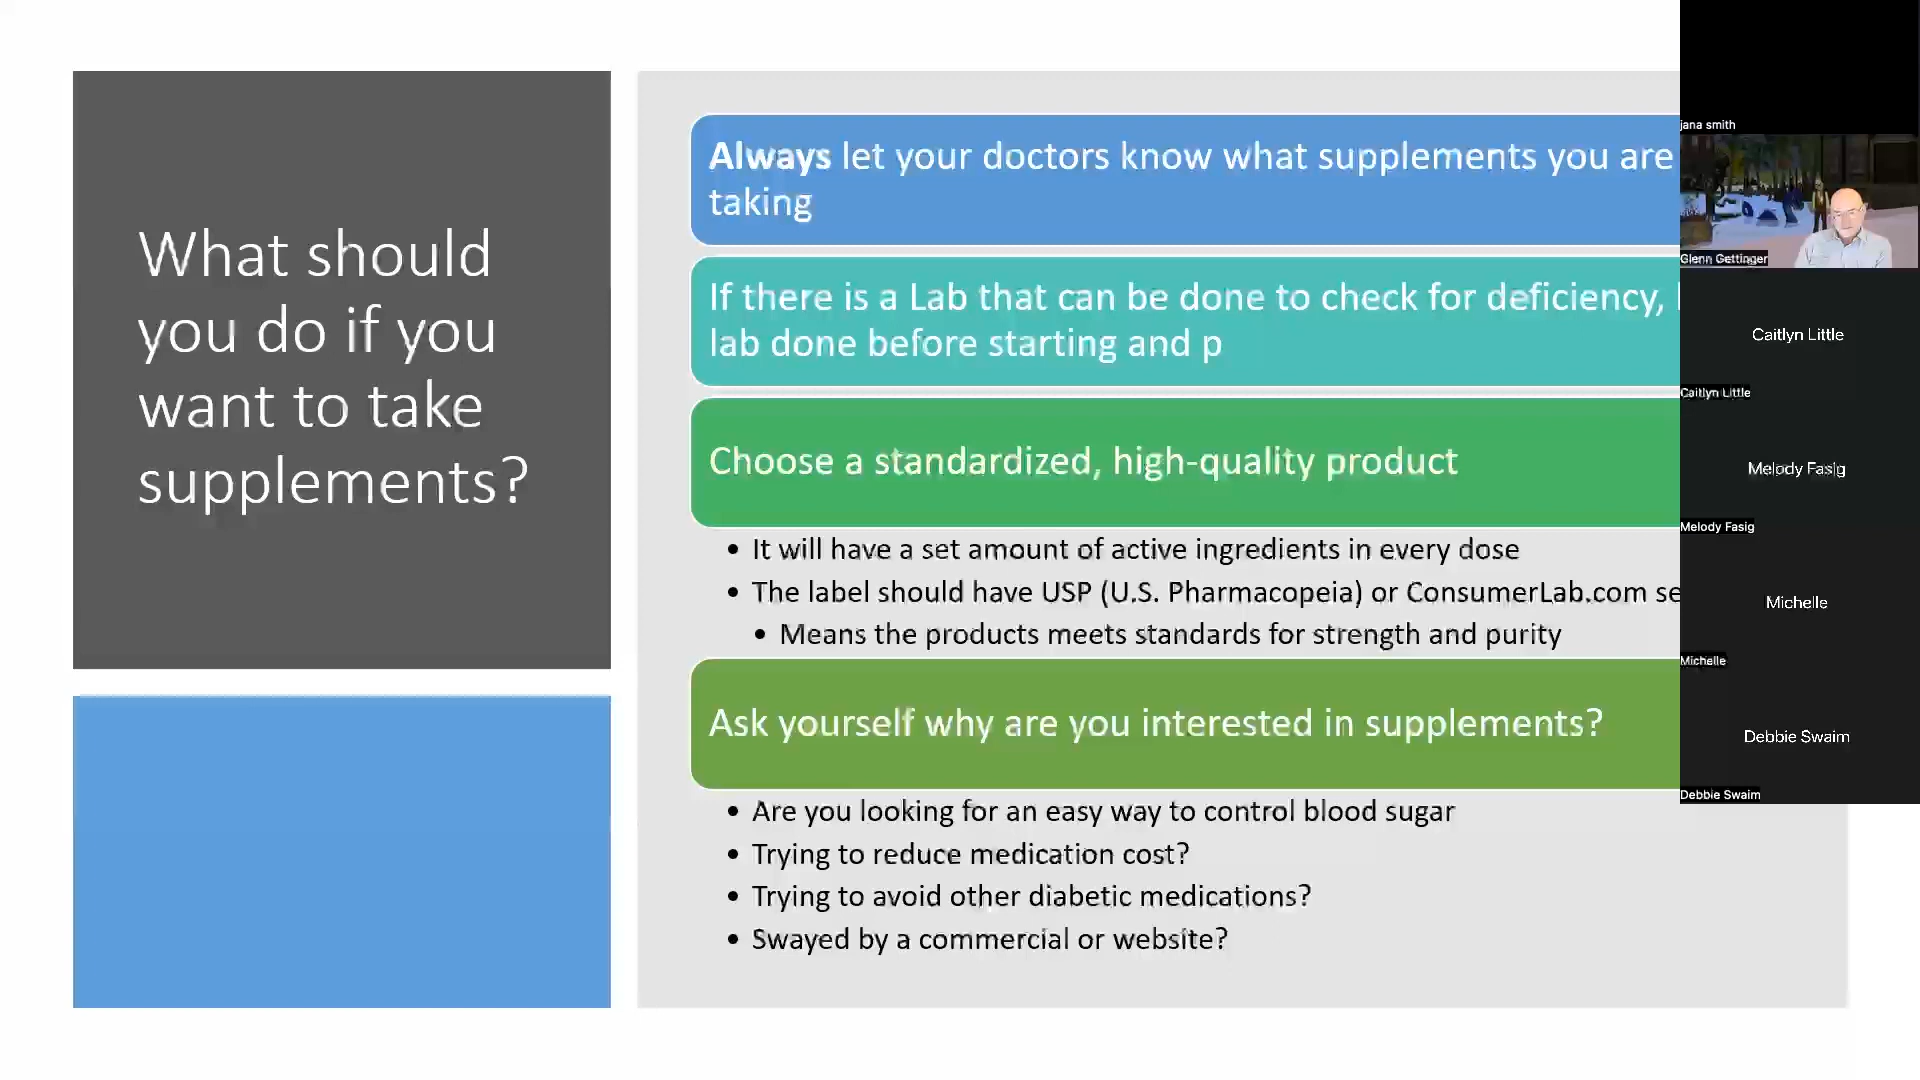 What should
you do if you
want to take
supplements?
Always let your doctors know what supplements you are
taking
If there is a Lab that can be done to check for deficiency,
lab done before starting and p
Choose a standardized, high-quality product
• It will have a set amount of active ingredients in every dose
• The label should have USP (U.S. Pharmacopeia) or ConsumerLab.com se
• Means the products meets standards for strength and purity
Ask yourself why are you interested in supplements?
• Are you looking for an easy way to control blood sugar
• Trying to reduce medication cost?
• Trying to avoid other diabetic medications?
• Swayed by a commercial or website?
jana smith
Glenn Gettinger
Caitlyn Little
Caitlyn Little
Melody Fasig
Melody Fasig
Michelle
Michelle
Debbie Swaim
Debbie Swaim